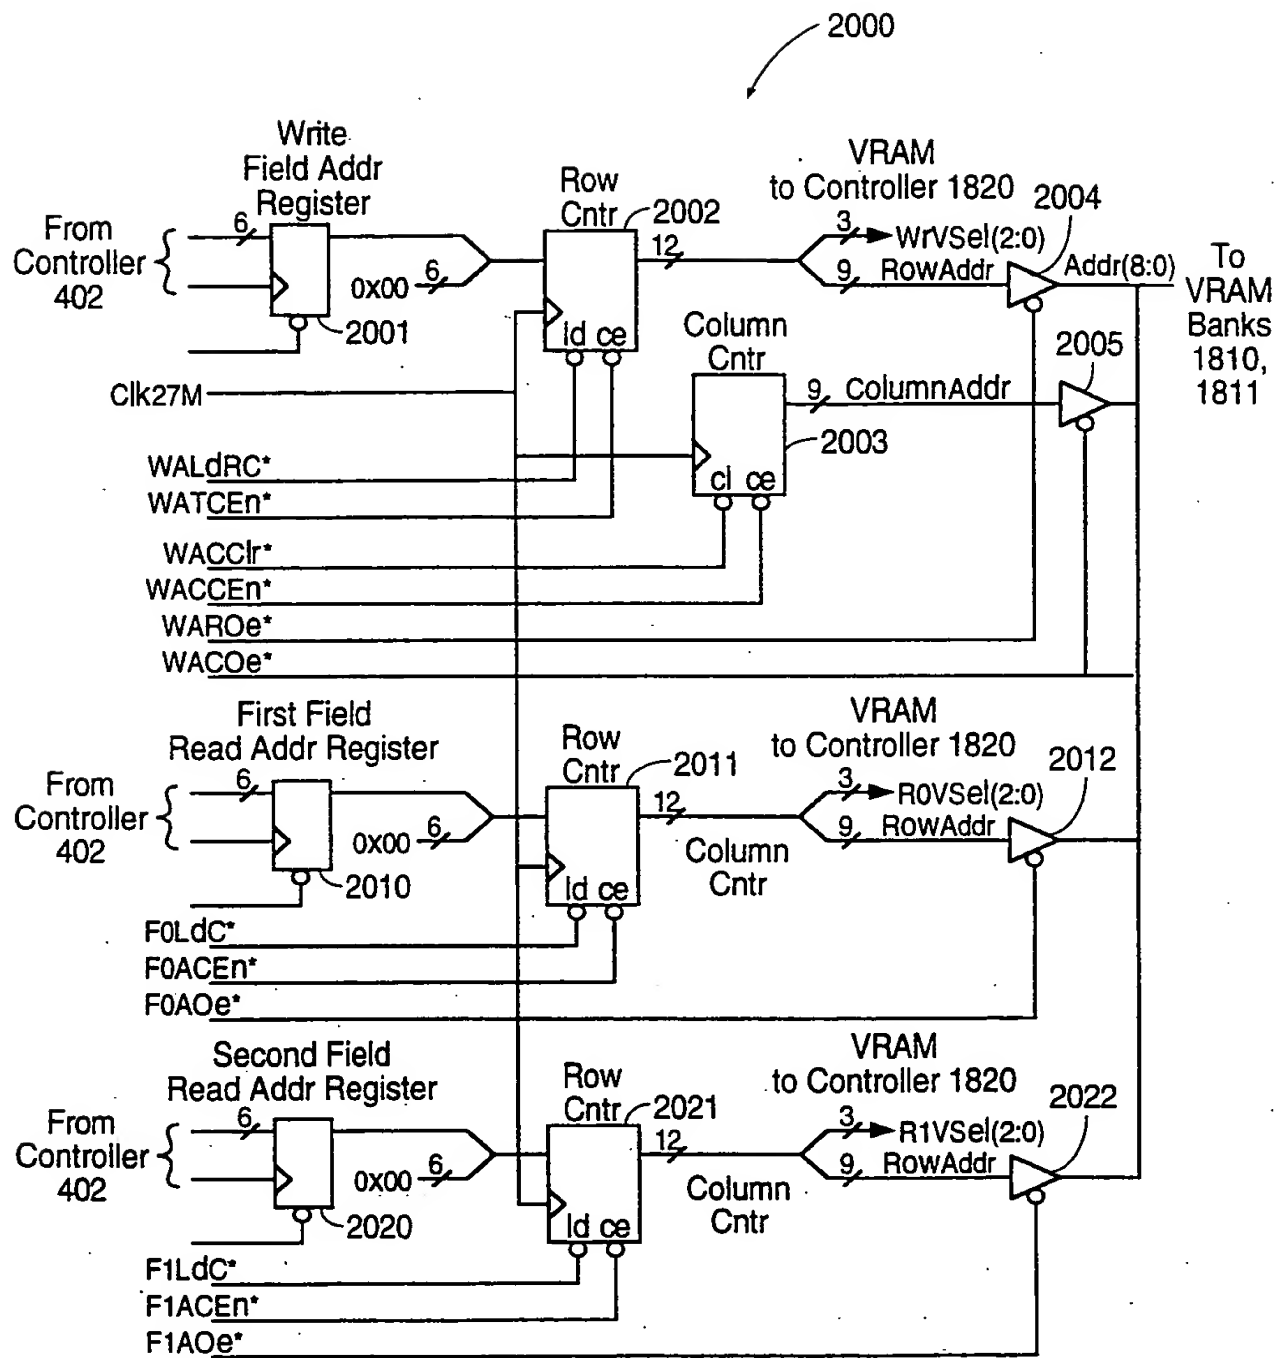 2000
Write
Field Addr
Register
From
Controller
402
6
0X00
6
2001
Row
Cntr
2002
12
ld ce
VRAM
to Controller 1820
3
WrVSel(2:0)
9
RowAddr
2004
Addr(8:0)
To
VRAM
Banks
1810,
1811
Clk27M
Column
Cntr
9
ColumnAddr
2005
2003
cl ce
WALdRC*
WATCEn*
WACClr*
WACCEn*
WAROe*
WACOe*
First Field
Read Addr Register
From
Controller
402
6
0X00
6
2010
Row
Cntr
2011
12
ld ce
Column
Cntr
VRAM
to Controller 1820
3
R0VSel(2:0)
9
RowAddr
2012
F0LdC*
F0ACEn*
F0AOe*
Second Field
Read Addr Register
From
Controller
402
6
0X00
6
2020
Row
Cntr
2021
12
ld ce
Column
Cntr
VRAM
to Controller 1820
3
R1VSel(2:0)
9
RowAddr
2022
F1LdC*
F1ACEn*
F1AOe*